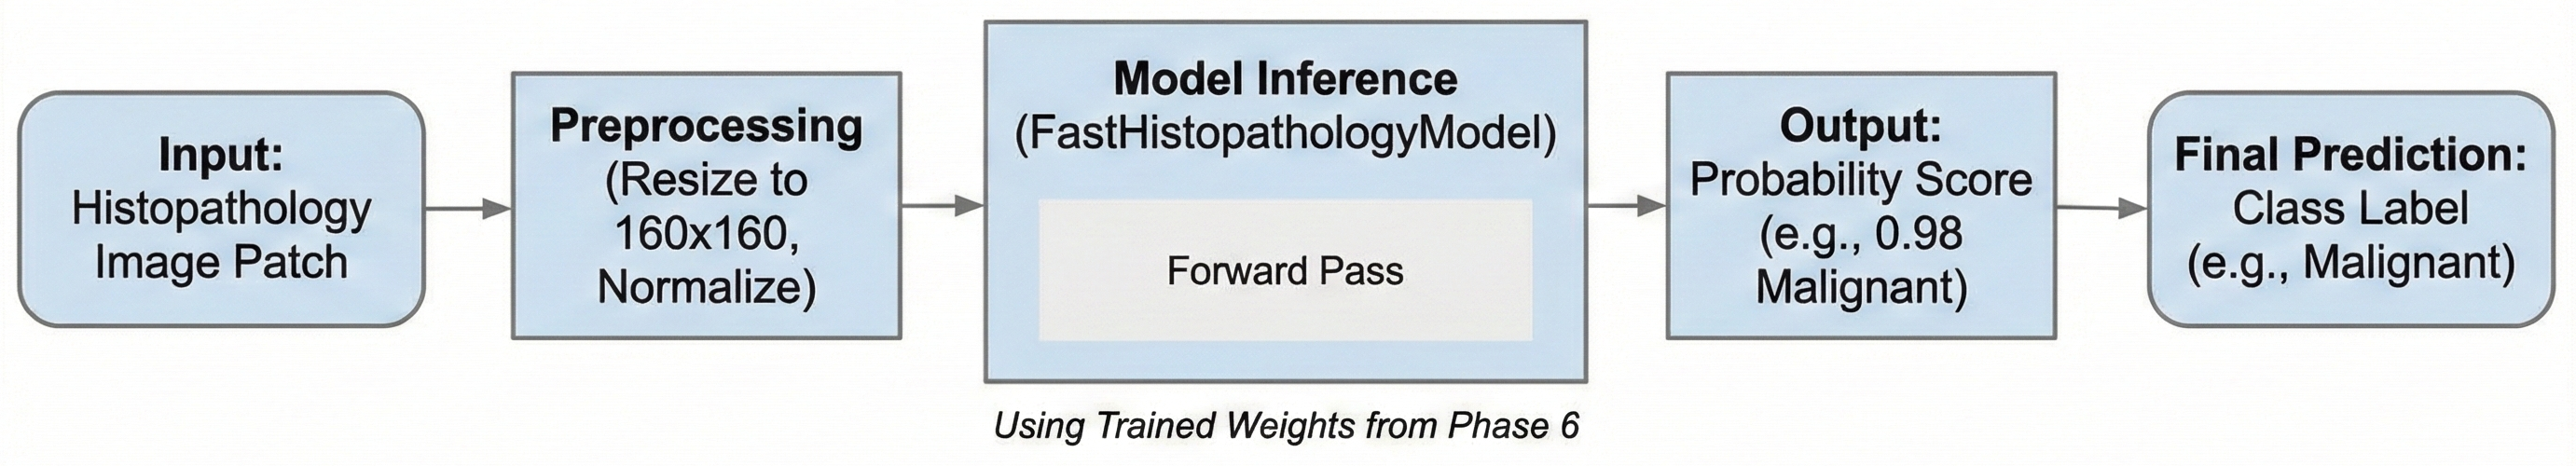 Input:
Histopathology
Image Patch
Preprocessing
(Resize to
160x160,
Normalize)
Model Inference
(FastHistopathologyModel)
Forward Pass
Using Trained Weights from Phase 6
Output:
Probability Score
(e.g., 0.98
Malignant)
Final Prediction:
Class Label
(e.g., Malignant)